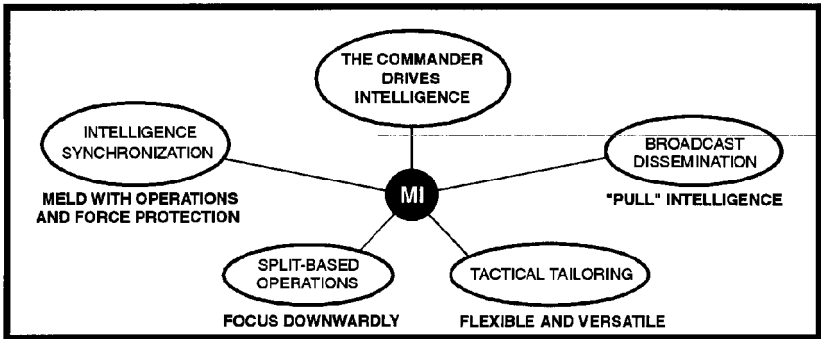 THE COMMANDER
DRIVES
INTELLIGENCE
INTELLIGENCE
SYNCHRONIZATION
MELD WITH OPERATIONS
AND FORCE PROTECTION
BROADCAST
DISSEMINATION
"PULL" INTELLIGENCE
MI
SPLIT-BASED
OPERATIONS
FOCUS DOWNWARDLY
TACTICAL TAILORING
FLEXIBLE AND VERSATILE